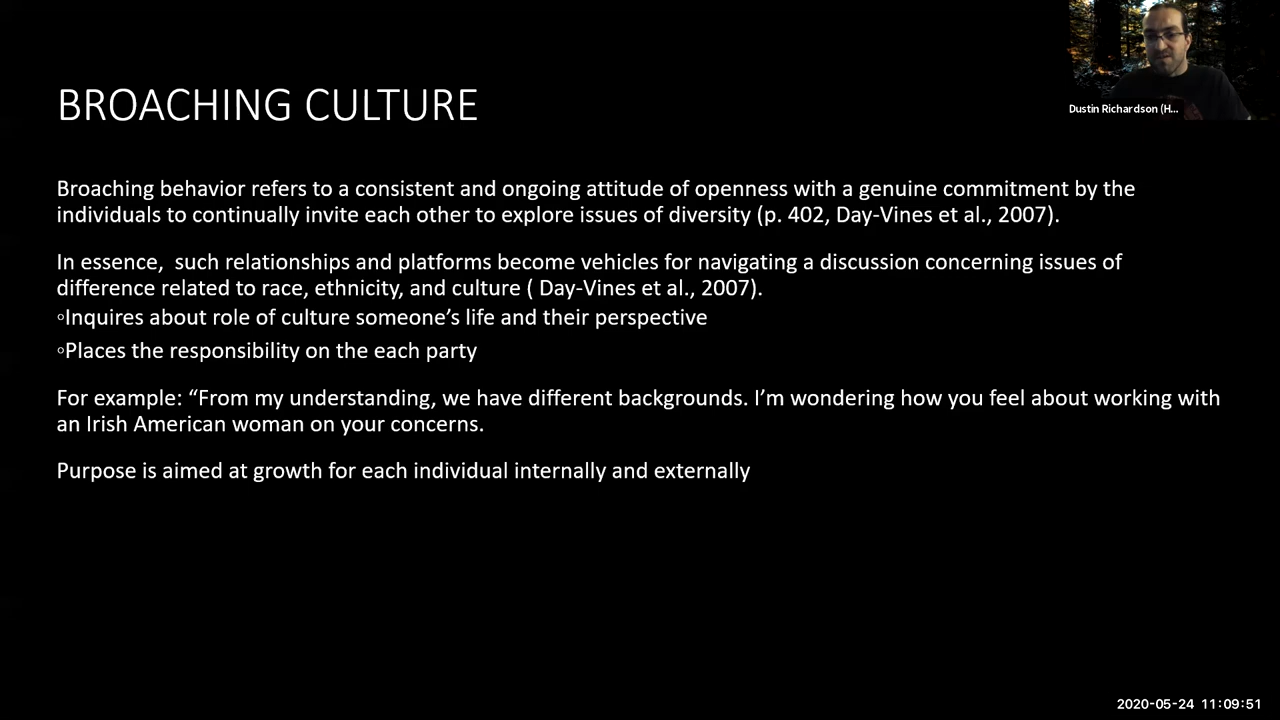 BROACHING CULTURE
Dustin Richardson (H...
Broaching behavior refers to a consistent and ongoing attitude of openness with a genuine commitment by the
individuals to continually invite each other to explore issues of diversity (p. 402, Day-Vines et al., 2007).
In essence,  such relationships and platforms become vehicles for navigating a discussion concerning issues of
difference related to race, ethnicity, and culture ( Day-Vines et al., 2007).
◦Inquires about role of culture someone’s life and their perspective
◦Places the responsibility on the each party
For example: “From my understanding, we have different backgrounds. I’m wondering how you feel about working with
an Irish American woman on your concerns.
Purpose is aimed at growth for each individual internally and externally
2020-05-24 11:09:51